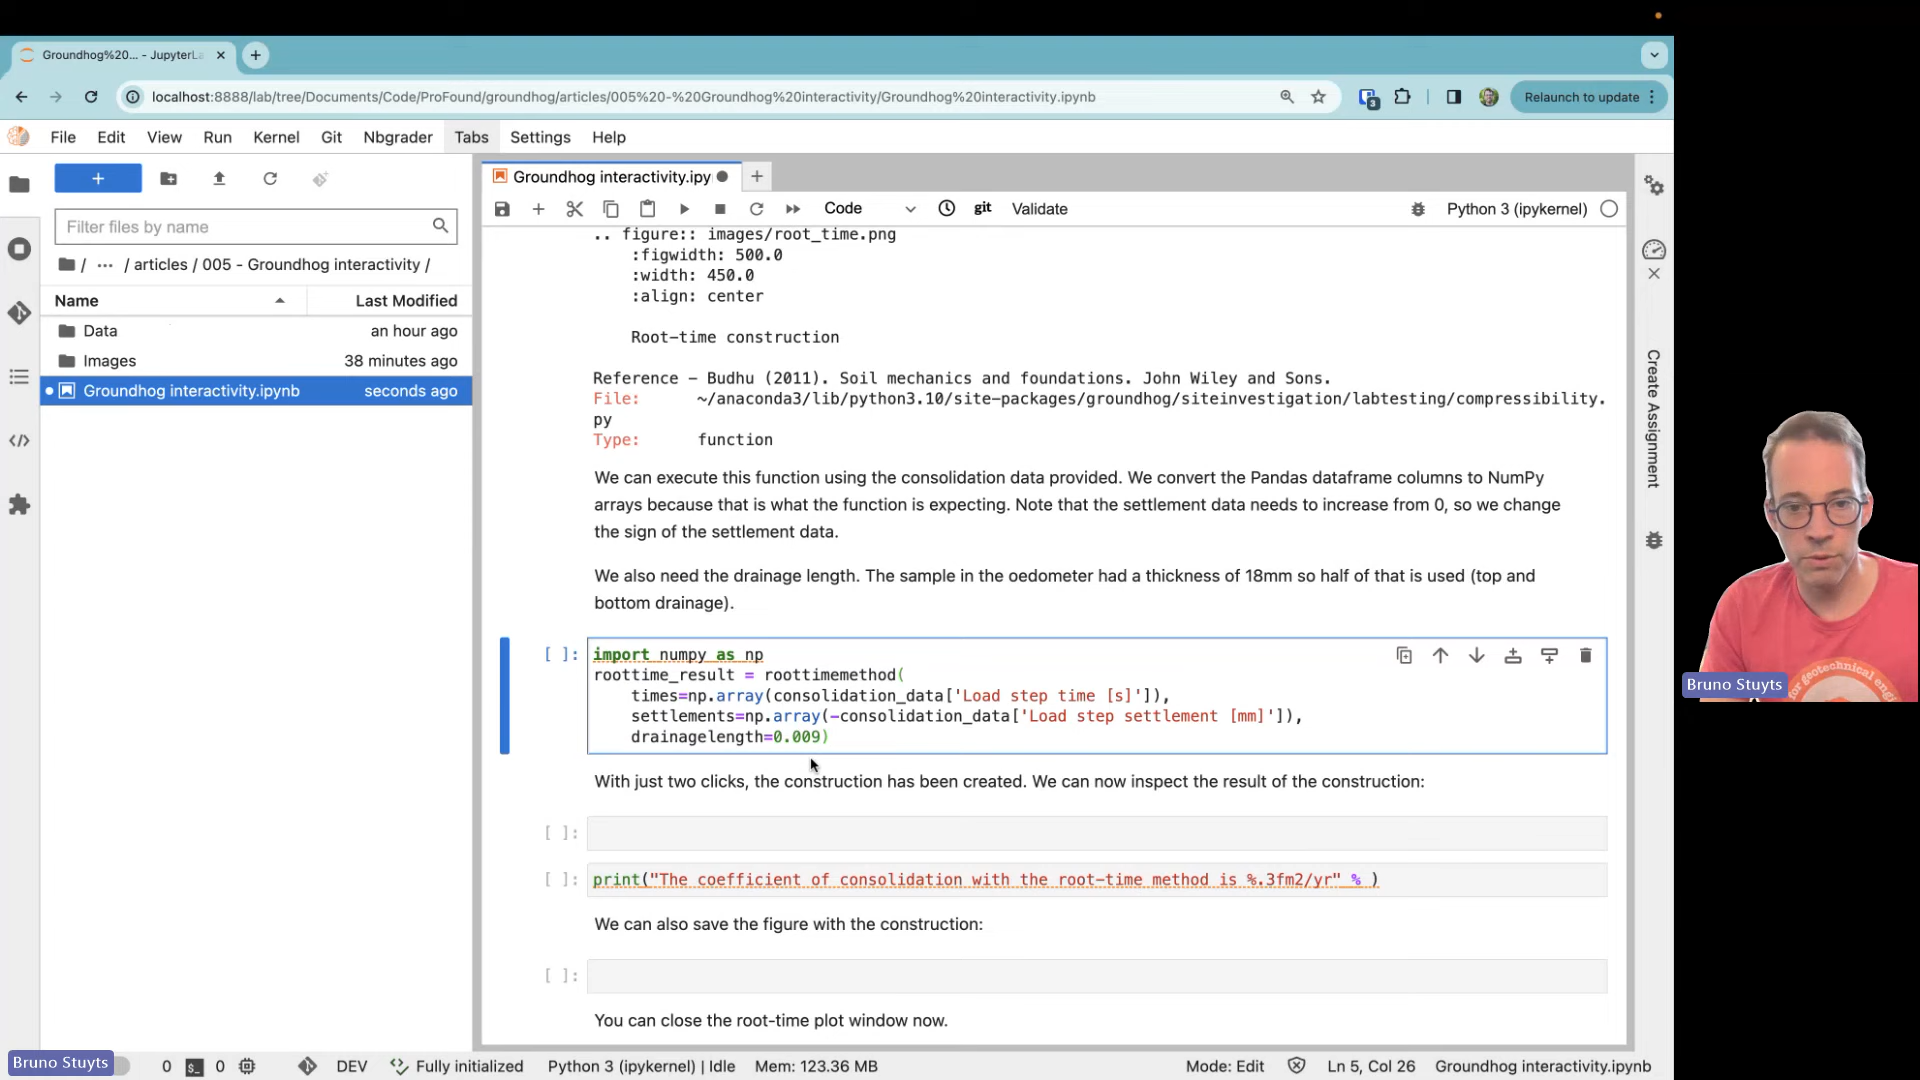 Groundhog%20... - JupyterLa
localhost:8888/lab/tree/Documents/Code/ProFound/groundhog/articles/005%20-%20Groundhog%20interactivity/Groundhog%20interactivity.ipynb
3
Relaunch to update
File Edit View Run Kernel Git Nbgrader Tabs Settings Help
Groundhog interactivity.ipy
Code
git
Validate
Python 3 (ipykernel)
Filter files by name
/ ··· / articles / 005 - Groundhog interactivity /
Name Last Modified
Data an hour ago
Images 38 minutes ago
Groundhog interactivity.ipynb seconds ago
.. figure:: images/root_time.png
:figwidth: 500.0
:width: 450.0
:align: center
Root-time construction
Reference - Budhu (2011). Soil mechanics and foundations. John Wiley and Sons.
File: ~/anaconda3/lib/python3.10/site-packages/groundhog/siteinvestigation/labtesting/compressibility.
py
Type: function
We can execute this function using the consolidation data provided. We convert the Pandas dataframe columns to NumPy
arrays because that is what the function is expecting. Note that the settlement data needs to increase from 0, so we change
the sign of the settlement data.
We also need the drainage length. The sample in the oedometer had a thickness of 18mm so half of that is used (top and
bottom drainage).
[ ]: import numpy as np
roottime_result = roottimemethod(
times=np.array(consolidation_data['Load step time [s]']),
settlements=np.array(-consolidation_data['Load step settlement [mm]']),
drainagelength=0.009)
With just two clicks, the construction has been created. We can now inspect the result of the construction:
[ ]:
[ ]: print("The coefficient of consolidation with the root-time method is %.3fm2/yr" % )
We can also save the figure with the construction:
[ ]:
You can close the root-time plot window now.
Create Assignment
Bruno Stuyts
for geotechnical
Bruno Stuyts
0 $_ 0 DEV Fully initialized Python 3 (ipykernel) | Idle Mem: 123.36 MB Mode: Edit Ln 5, Col 26 Groundhog interactivity.ipynb